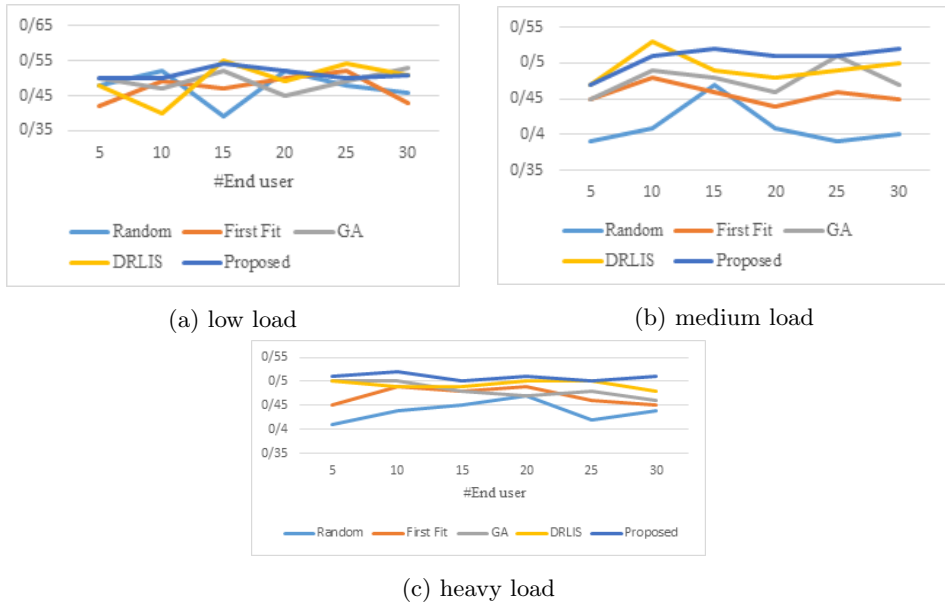 0/65
0/55
0/45
0/35
5 10 15 20 25 30
#End user
Random First Fit GA
DRLIS Proposed
(a) low load
0/55
0/5
0/45
0/4
0/35
5 10 15 20 25 30
Random First Fit GA
DRLIS Proposed
(b) medium load
0/55
0/5
0/45
0/4
0/35
5 10 15 20 25 30
#End user
Random First Fit GA DRLIS Proposed
(c) heavy load